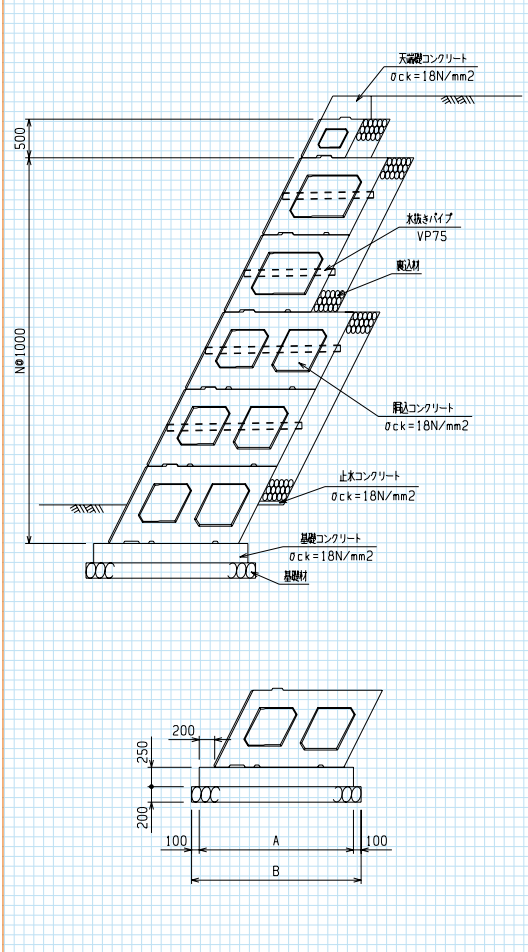 天端礎コンクリート
σck=18N/mm2
500
水抜きパイプ
VP75
裏込材
N@1000
胴込コンクリート
σck=18N/mm2
止水コンクリート
σck=18N/mm2
基礎コンクリート
σck=18N/mm2
基礎材
200
250
200
100
A
100
B